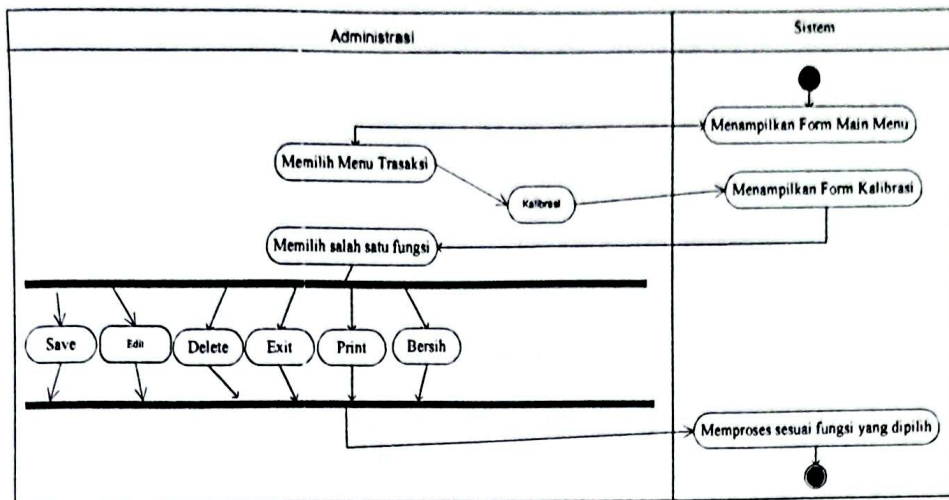 Administrasi
Sistem
Menampilkan Form Main Menu
Memilih Menu Trasaksi
Kalibrasi
Menampilkan Form Kalibrasi
Memilih salah satu fungsi
Save
Edit
Delete
Exit
Print
Bersih
Memproses sesuai fungsi yang dipilih